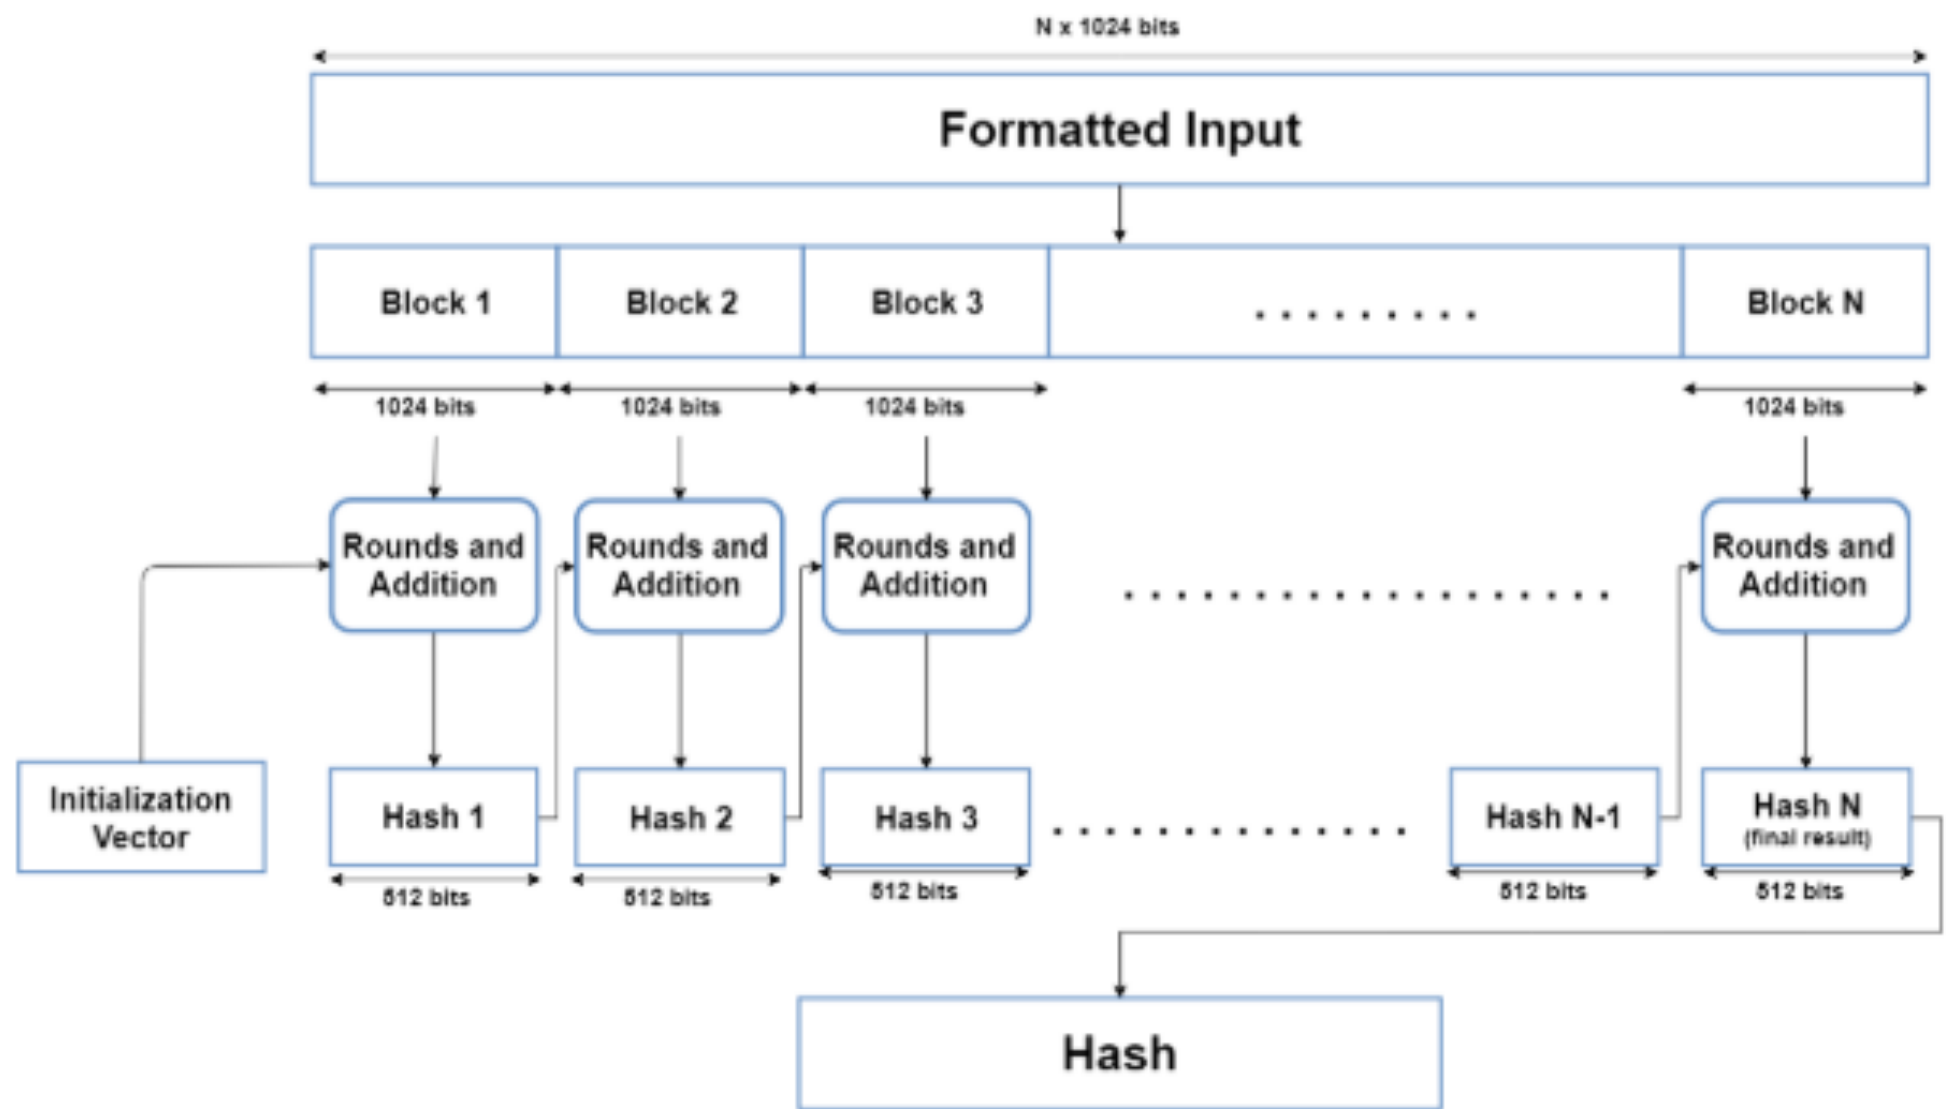 N x 1024 bits
Formatted Input
Block 1
Block 2
Block 3
. . . . . . . . .
Block N
1024 bits
1024 bits
1024 bits
1024 bits
Rounds and
Addition
Rounds and
Addition
Rounds and
Addition
. . . . . . . . . . . . . . . . . . .
Rounds and
Addition
Initialization
Vector
Hash 1
Hash 2
Hash 3
. . . . . . . . . . . . . .
Hash N-1
Hash N
(final result)
512 bits
512 bits
512 bits
512 bits
512 bits
Hash